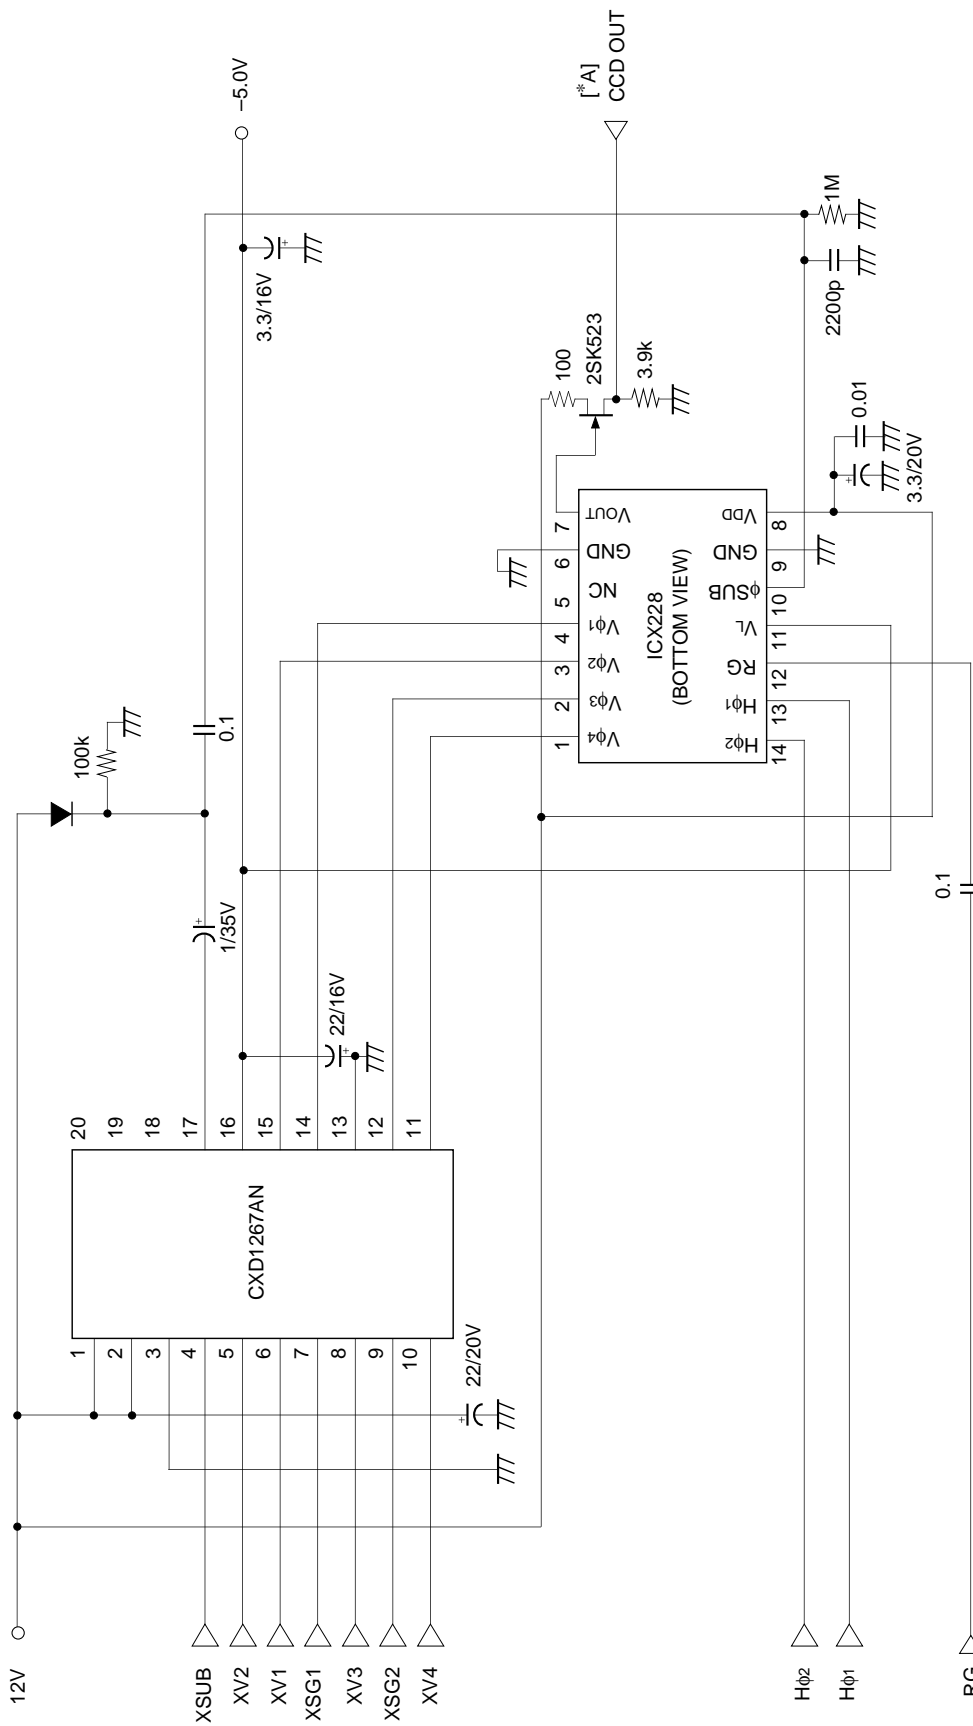 12V
–5.0V
[*A]
CCD OUT
3.3/16V
1M
2200p
100
2SK523
3.9k
0.01
3.3/20V
100k
0.1
1/35V
22/16V
0.1
20
19
18
17
16
15
14
13
12
11
CXD1267AN
1
2
3
4
5
6
7
8
9
10
22/20V
XSUB
XV2
XV1
XSG1
XV3
XSG2
XV4
Hϕ2
Hϕ1
RG
7
6
5
4
3
2
1
VOUT
GND
NC
Vϕ1
Vϕ2
Vϕ3
Vϕ4
ICX228
(BOTTOM VIEW)
VDD
GND
ϕSUB
VL
RG
Hϕ1
Hϕ2
8
9
10
11
12
13
14